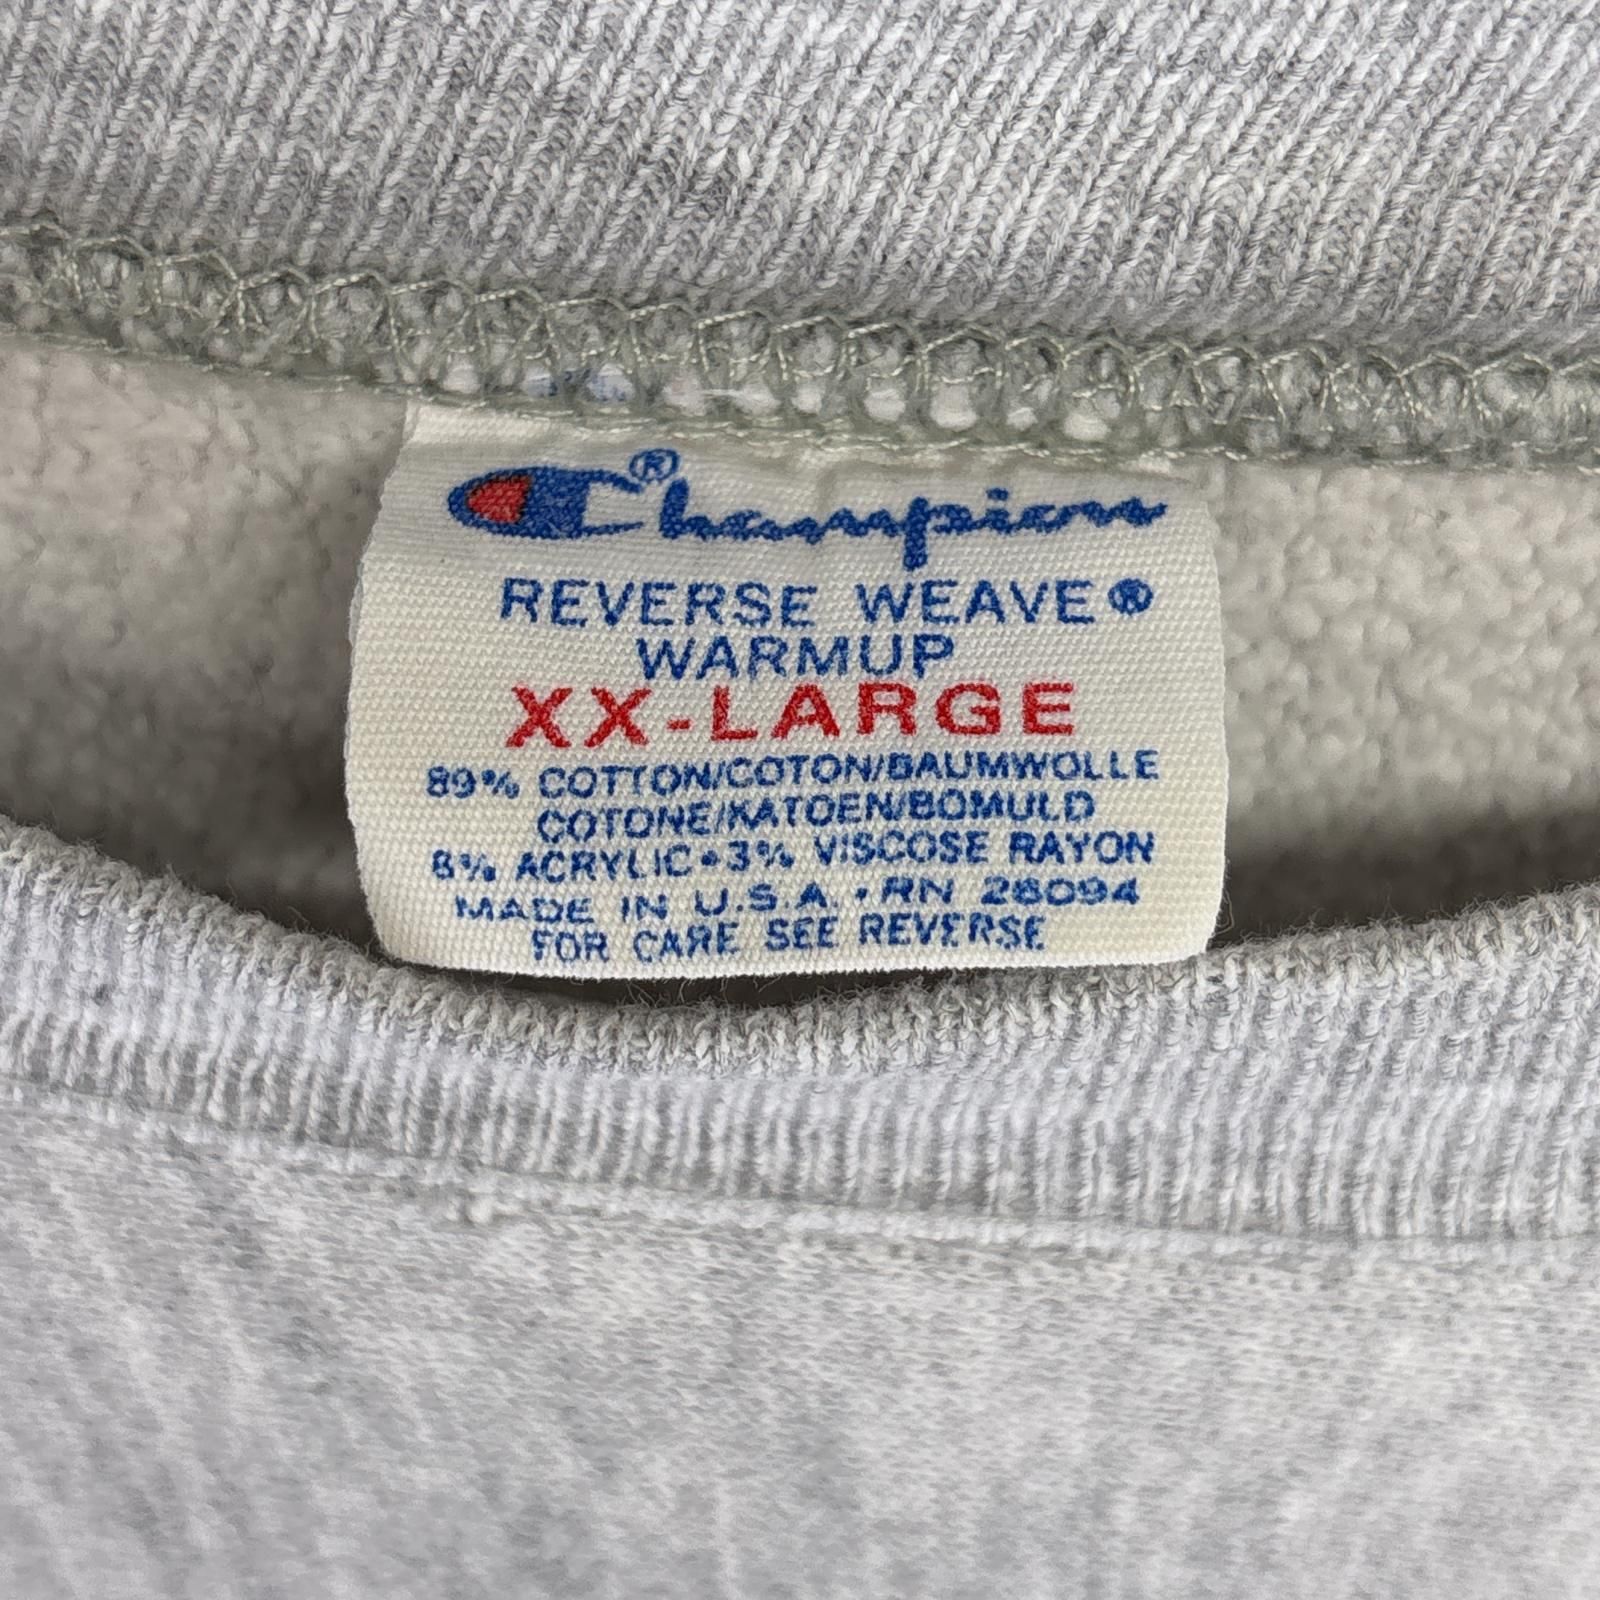 Champion®
REVERSE WEAVE®
WARMUP
XX-LARGE
89% COTTON/COTON/BAUMWOLLE
COTONE/KATOEN/BOMULD
8% ACRYLIC•3% VISCOSE RAYON
MADE IN U.S.A. • RN 26094
FOR CARE SEE REVERSE